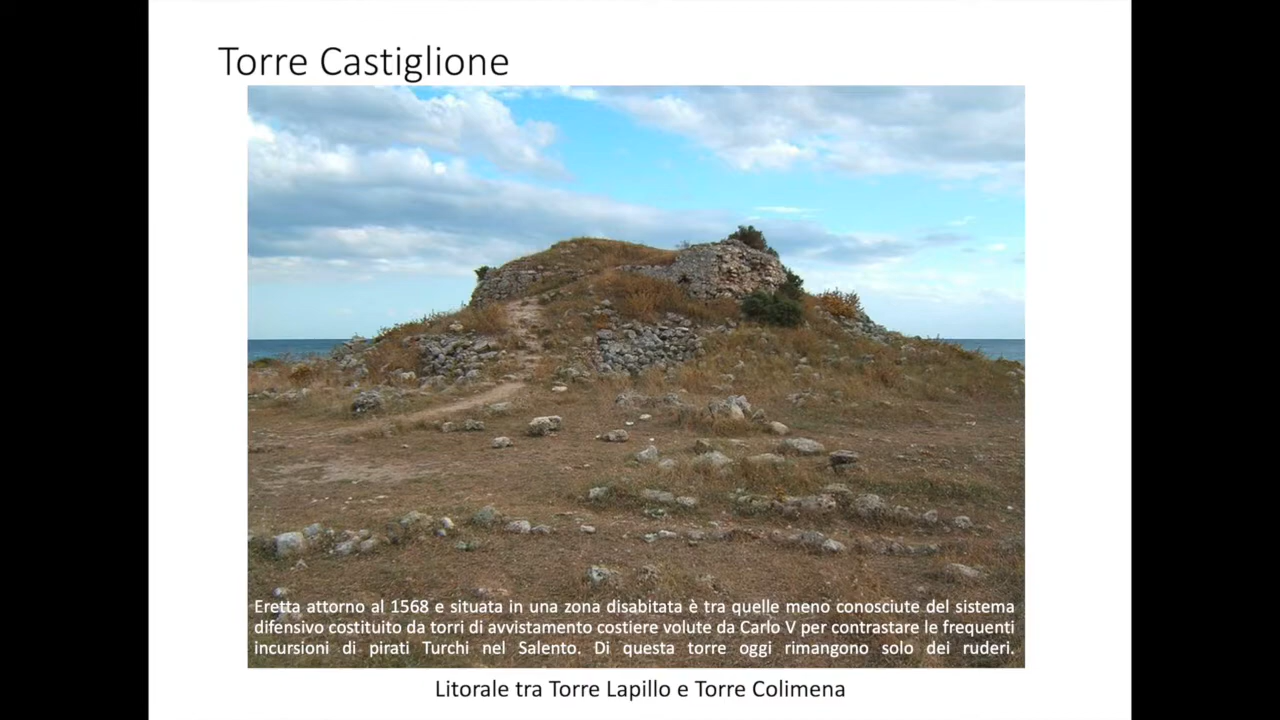 Torre Castiglione
Eretta attorno al 1568 e situata in una zona disabitata è tra quelle meno conosciute del sistema
difensivo costituito da torri di avvistamento costiere volute da Carlo V per contrastare le frequenti
incursioni di pirati Turchi nel Salento. Di questa torre oggi rimangono solo dei ruderi.
Litorale tra Torre Lapillo e Torre Colimena